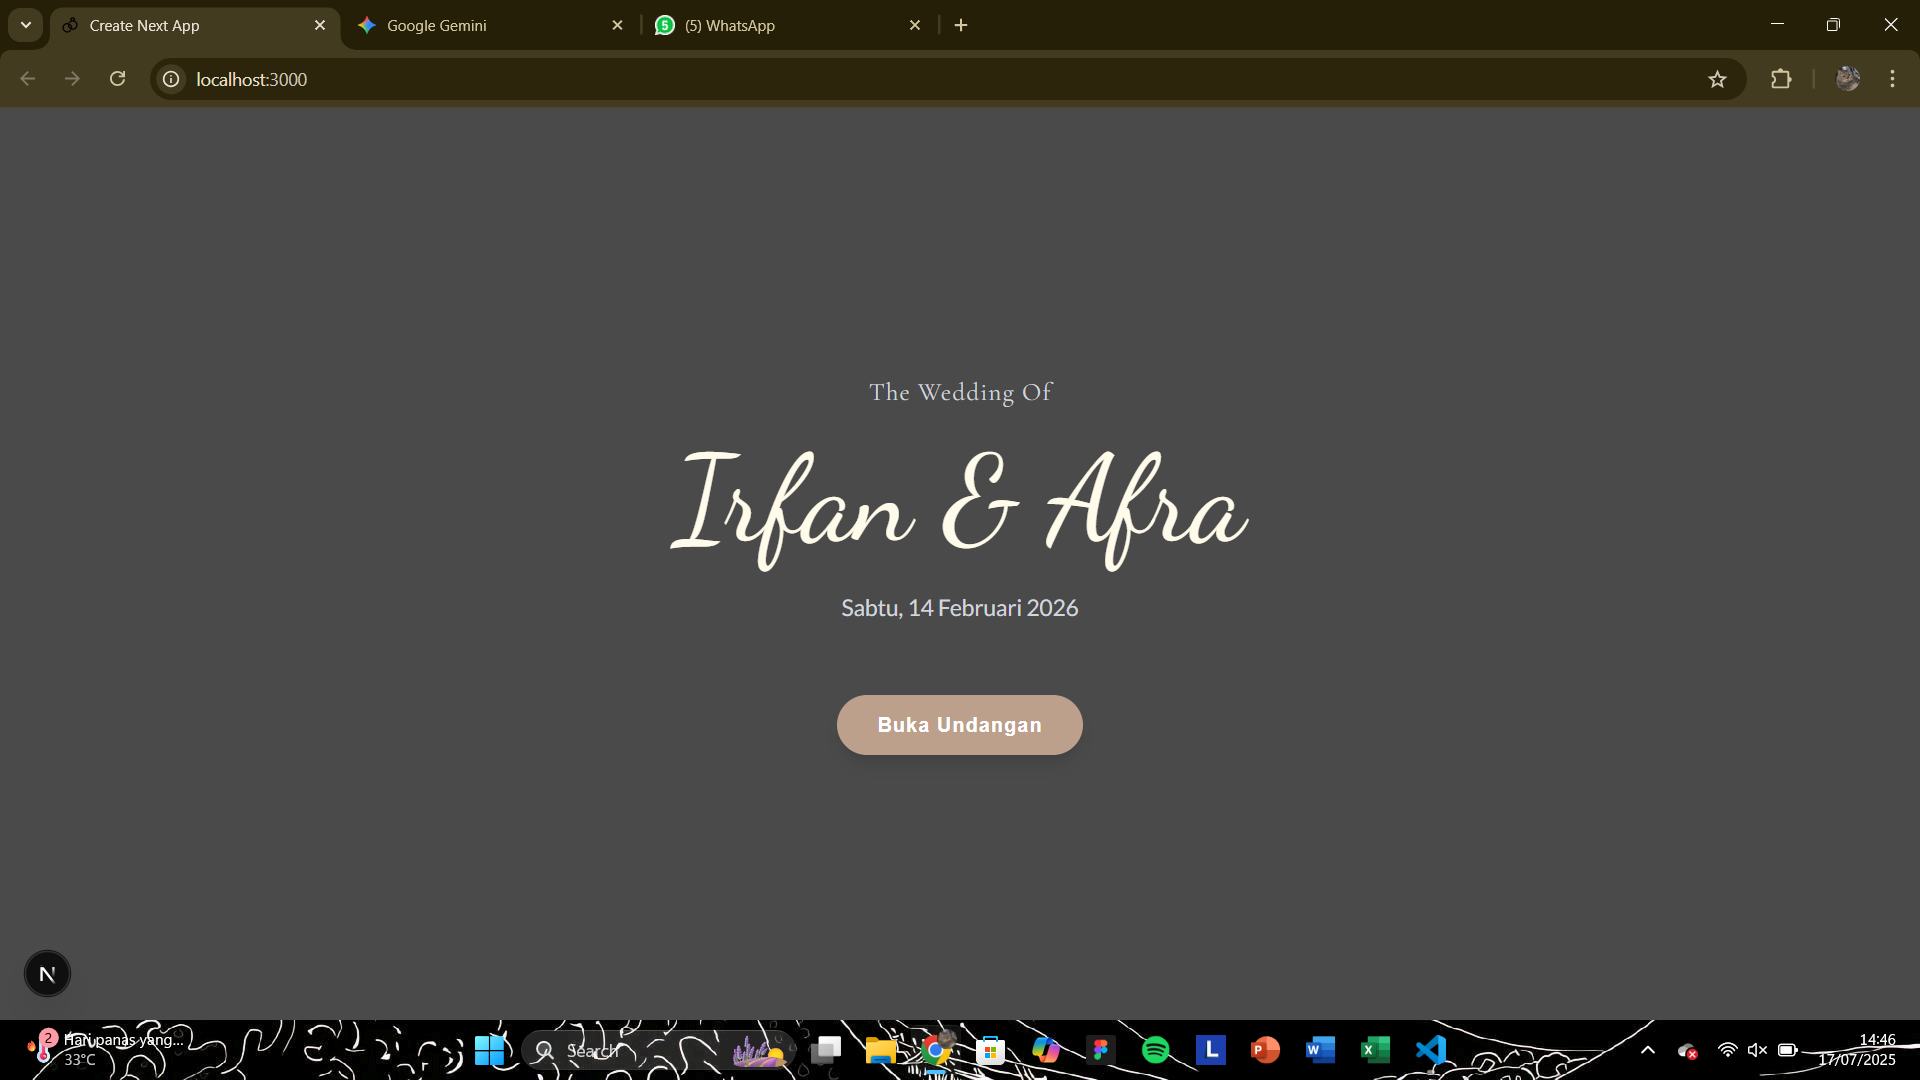 Create Next App
Google Gemini
5 (5) WhatsApp
localhost:3000
The Wedding Of
Irfan & Afra
Sabtu, 14 Februari 2026
Buka Undangan
N
2
Hari panas yang...
33°C
Search
L
P
W
X
14:46
17/07/2025